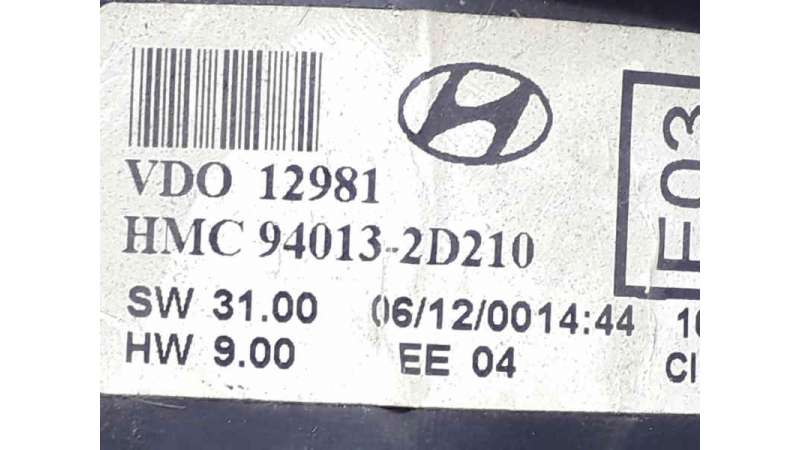 VDO 12981
HMC 94013-2D210
SW 31.00 06/12/0014:44
HW 9.00 EE 04
E03